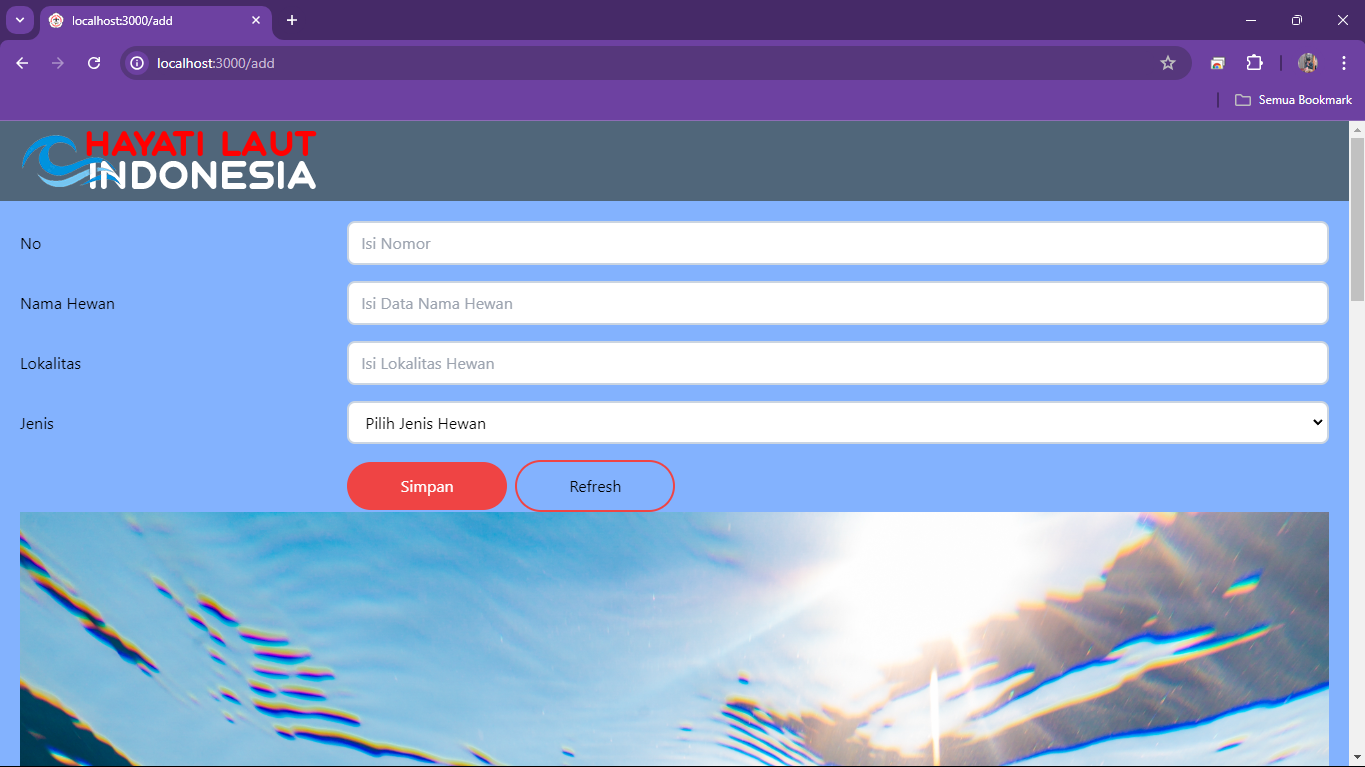 localhost:3000/add
localhost:3000/add
Semua Bookmark
HAYATI LAUT
INDONESIA
No
Isi Nomor
Nama Hewan
Isi Data Nama Hewan
Lokalitas
Isi Lokalitas Hewan
Jenis
Pilih Jenis Hewan
Simpan
Refresh